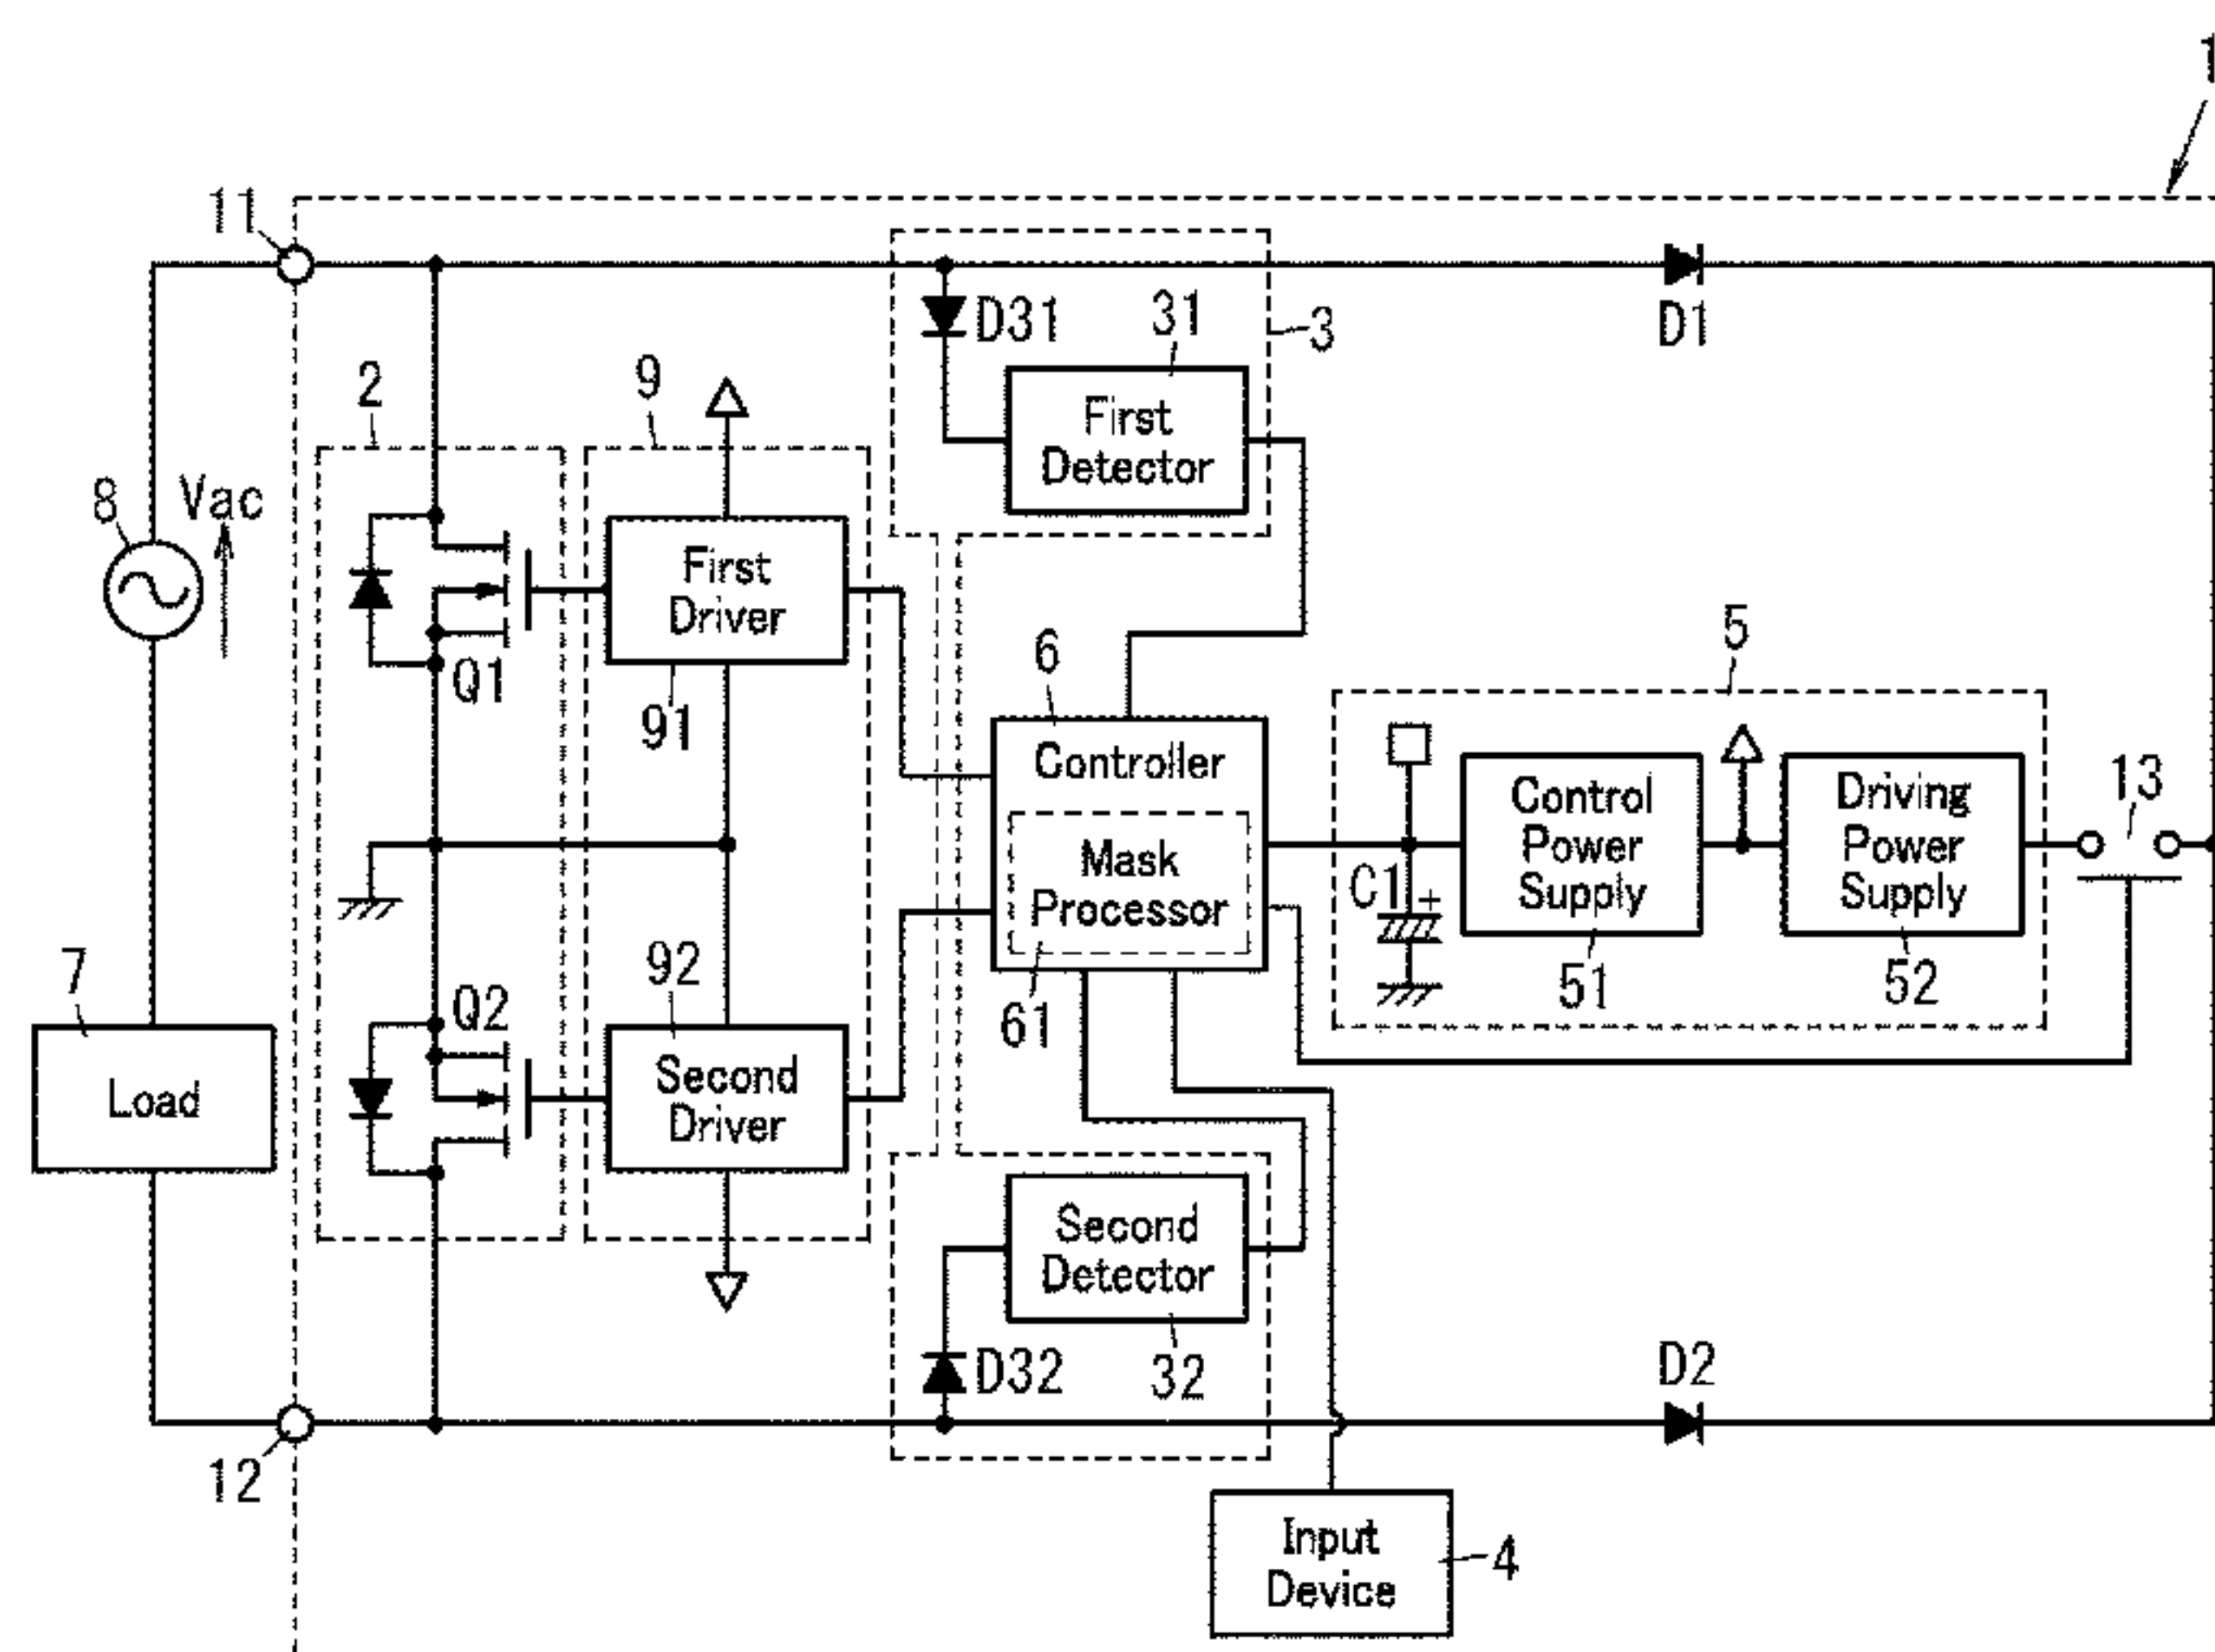 1
11
D31
31
3
D1
2
9
First
Detector
8
Vac
First
Driver
Q1
91
6
5
Controller
Control
Power
Supply
Driving
Power
Supply
13
Mask
Processor
C1
+
51
52
61
7
Load
Q2
92
Second
Driver
Second
Detector
D32
32
D2
12
Input
Device
4